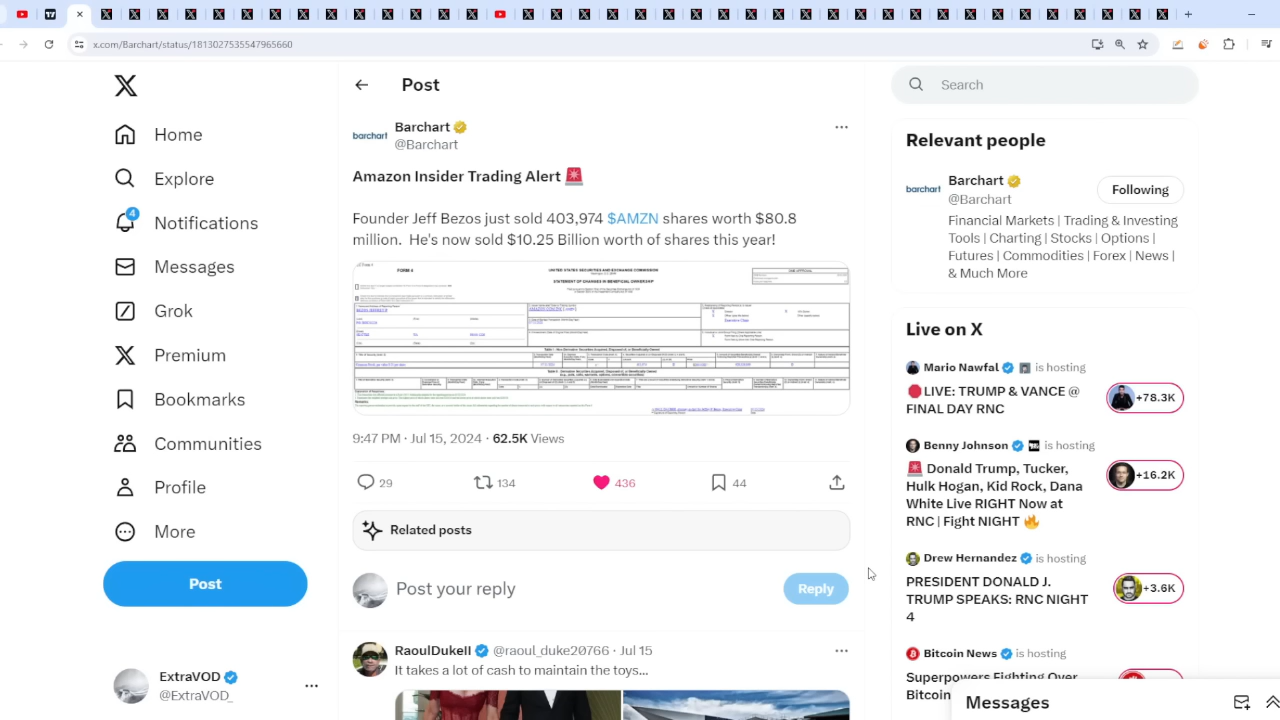 x.com/Barchart/status/1813027535547965660
Home
Explore
4
Notifications
Messages
Grok
Premium
Bookmarks
Communities
Profile
More
Post
ExtraVOD
@ExtraVOD_
Post
barchart
Barchart
@Barchart
Amazon Insider Trading Alert 🚨
Founder Jeff Bezos just sold 403,974 $AMZN shares worth $80.8
million. He's now sold $10.25 Billion worth of shares this year!
FORM 4
UNITED STATES SECURITIES AND EXCHANGE COMMISSION
STATEMENT OF CHANGES IN BENEFICIAL OWNERSHIP
9:47 PM · Jul 15, 2024 · 62.5K Views
29
134
436
44
Related posts
Post your reply
Reply
RaoulDukeII @raoul_duke20766 · Jul 15
It takes a lot of cash to maintain the toys...
Search
Relevant people
barchart
Barchart
@Barchart
Following
Financial Markets | Trading & Investing
Tools | Charting | Stocks | Options |
Futures | Commodities | Forex | News |
& Much More
Live on X
Mario Nawfal is hosting
🛑LIVE: TRUMP & VANCE @
FINAL DAY RNC
+78.3K
Benny Johnson is hosting
🚨 Donald Trump, Tucker,
Hulk Hogan, Kid Rock, Dana
White Live RIGHT Now at
RNC | Fight NIGHT 🔥
+16.2K
Drew Hernandez is hosting
PRESIDENT DONALD J.
TRUMP SPEAKS: RNC NIGHT
4
+3.6K
Bitcoin News is hosting
Superpowers Fighting Over
Bitcoin
Messages